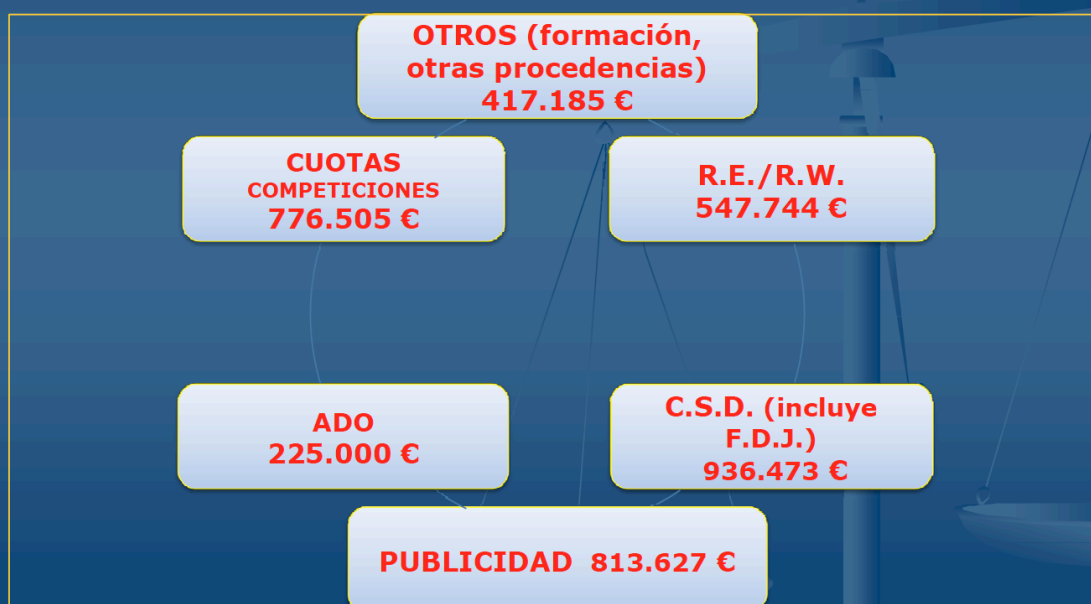 OTROS (formación,
otras procedencias)
417.185 €
CUOTAS
COMPETICIONES
776.505 €
R.E./R.W.
547.744 €
ADO
225.000 €
C.S.D. (incluye
F.D.J.)
936.473 €
PUBLICIDAD 813.627 €